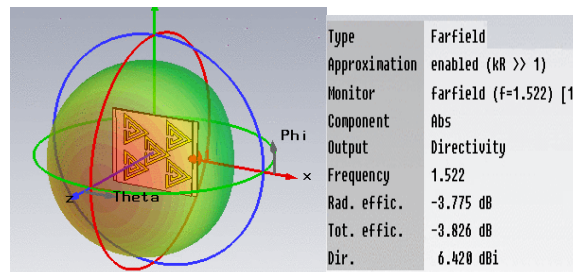 Phi
x
z
Theta
Type Farfield
Approximation enabled (kR >> 1)
Monitor farfield (f=1.522) [1
Component Abs
Output Directivity
Frequency 1.522
Rad. effic. -3.775 dB
Tot. effic. -3.826 dB
Dir. 6.420 dBi